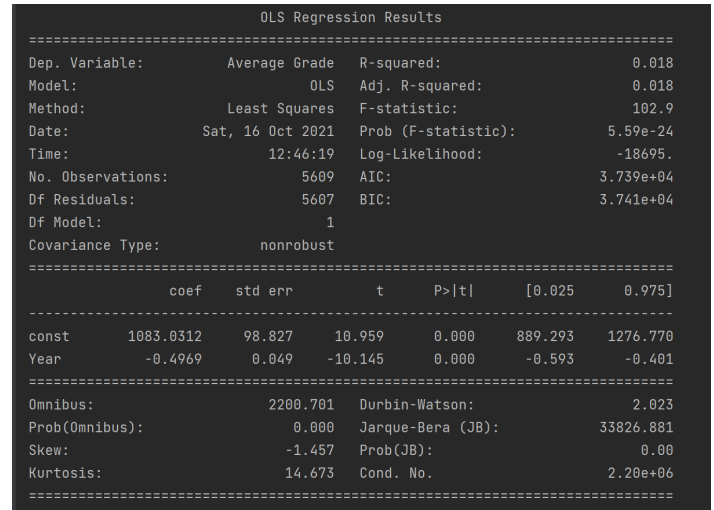 OLS Regression Results
==============================================================================
Dep. Variable:          Average Grade   R-squared:                       0.018
Model:                            OLS   Adj. R-squared:                  0.018
Method:                 Least Squares   F-statistic:                     102.9
Date:                Sat, 16 Oct 2021   Prob (F-statistic):           5.59e-24
Time:                        12:46:19   Log-Likelihood:                -18695.
No. Observations:                5609   AIC:                         3.739e+04
Df Residuals:                    5607   BIC:                         3.741e+04
Df Model:                           1
Covariance Type:            nonrobust
==============================================================================
                 coef    std err          t      P>|t|      [0.025      0.975]
------------------------------------------------------------------------------
const       1083.0312     98.827     10.959      0.000     889.293    1276.770
Year          -0.4969      0.049    -10.145      0.000      -0.593      -0.401
==============================================================================
Omnibus:                     2200.701   Durbin-Watson:                   2.023
Prob(Omnibus):                  0.000   Jarque-Bera (JB):            33826.881
Skew:                          -1.457   Prob(JB):                         0.00
Kurtosis:                      14.673   Cond. No.                     2.20e+06
==============================================================================